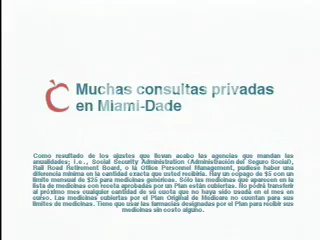 Muchas consultas privadas
en Miami-Dade
Como resultado de los ajustes que llevan acabo las agencias que mandan las
anualidades; i.e., Social Security Administration (Administración del Seguro Social),
Rail Road Retirement Board, o la Office Personnel Management, pudiese haber una
diferencia mínima en la cantidad exacta que usted recibiría. Hay un copago de $5 con un
límite mensual de $25 para medicinas genéricas. Sólo las medicinas que aparecen en la
lista de medicinas con receta aprobadas por un Plan están cubiertas. No podrá transferir
al próximo mes cualquier cantidad de su cuota que no haya sido usada en el mes en
curso. Las medicinas cubiertas por el Plan Original de Medicare no cuentan para sus
límites de medicinas. Tiene que usar las farmacias designadas por el Plan para recibir sus
medicinas sin costo alguno.